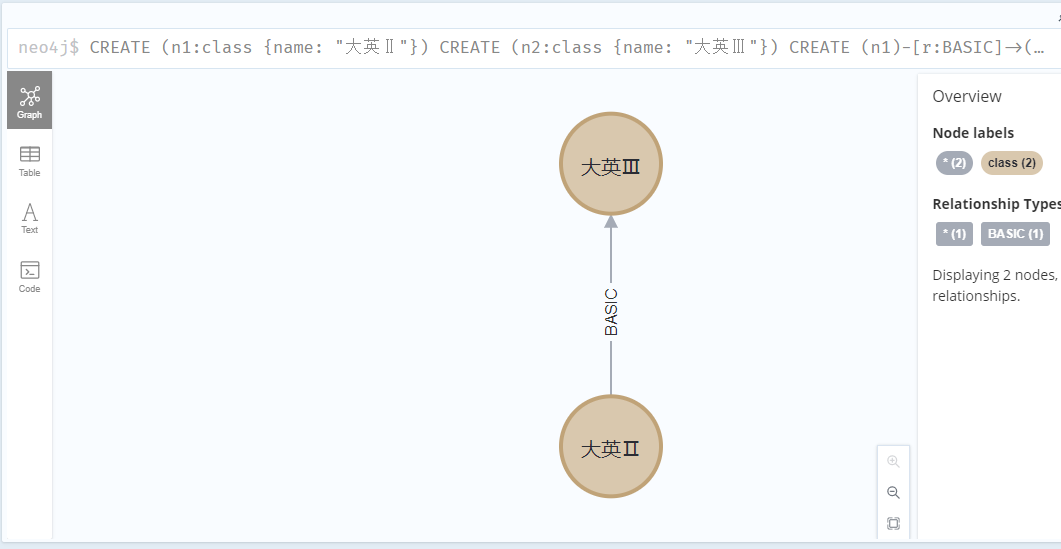 neo4j$ CREATE (n1:class {name: "大英Ⅱ"}) CREATE (n2:class {name: "大英Ⅲ"}) CREATE (n1)-[r:BASIC]->(…
Graph
Table
Text
Code
大英Ⅲ
BASIC
大英Ⅱ
Overview
Node labels
* (2) class (2)
Relationship Types
* (1) BASIC (1)
Displaying 2 nodes,
relationships.